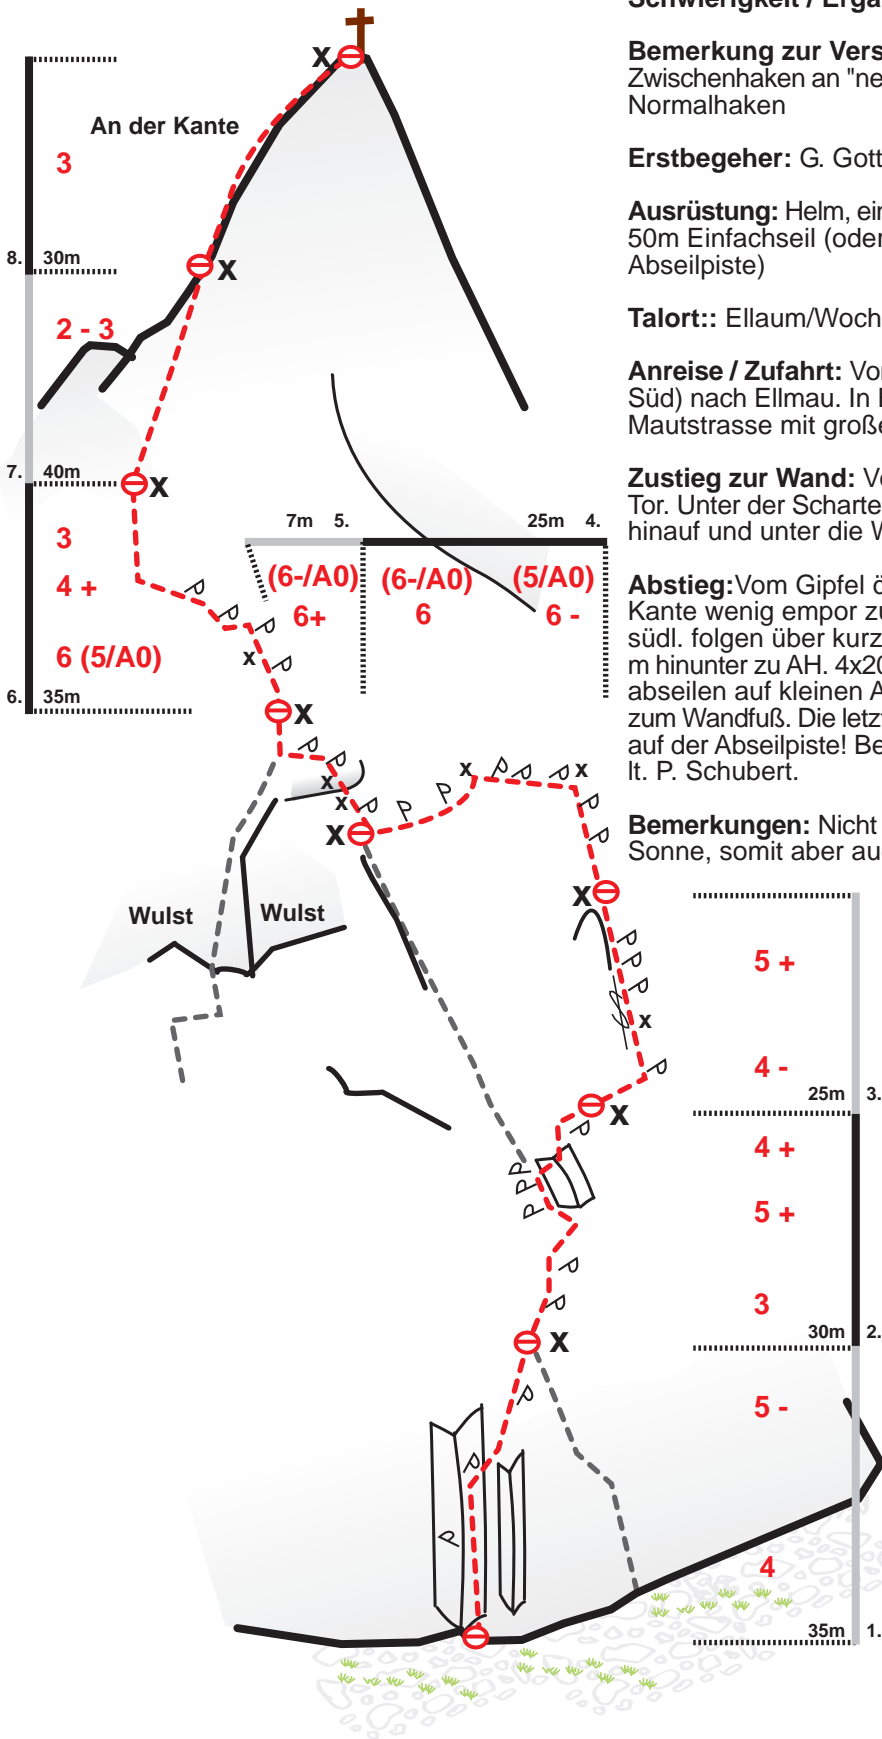 Schwierigkeit / Ergä
Bemerkung zur Vers
Zwischenhaken an "ne
Normalhaken
Erstbegeher: G. Gott
Ausrüstung: Helm, ein
50m Einfachseil (oder
Abseilpiste)
Talort:: Ellaum/Woch
Anreise / Zufahrt: Vo
Süd) nach Ellmau. In
Mautstrasse mit große
Zustieg zur Wand: V
Tor. Unter der Scharte
hinauf und unter die W
Abstieg:Vom Gipfel ö
Kante wenig empor zu
südl. folgen über kurz
m hinunter zu AH. 4x20
abseilen auf kleinen A
zum Wandfuß. Die letz
auf der Abseilpiste! Be
lt. P. Schubert.
Bemerkungen: Nicht
Sonne, somit aber au
X
An der Kante
3
8. 30m
X
2 - 3
7. 40m
X
3
4 +
6 (5/A0)
6. 35m
X
7m 5. 25m 4.
(6-/A0) (6-/A0) (5/A0)
6+ 6 6 -
x
x
x
X
x
x
Wulst Wulst
X
5 +
x
4 -
25m 3.
X
4 +
5 +
3
30m 2.
X
5 -
4
35m 1.